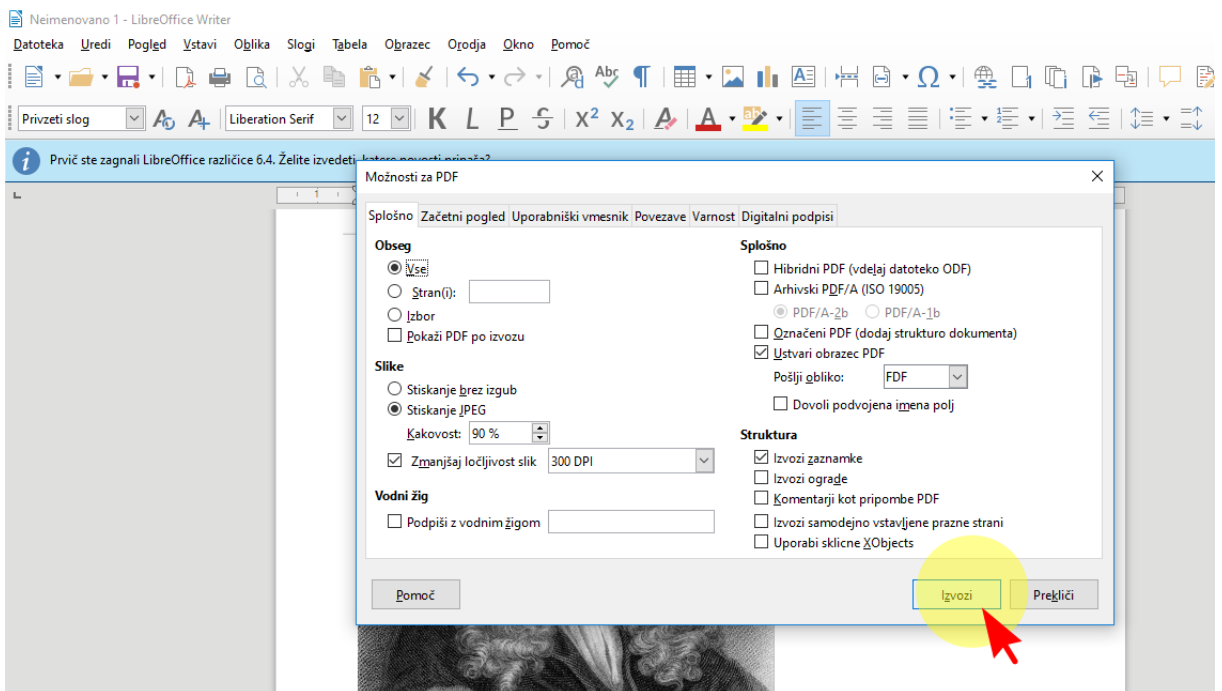 Neimenovano 1 - LibreOffice Writer
Datoteka Uredi Pogled Vstavi Oblika Slogi Tabela Obrazec Orodja Okno Pomoč
Privzeti slog Liberation Serif 12 K L P S X² X₂ A A
Prvič ste zagnali LibreOffice različice 6.4. Želite izvedeti, katere novosti prinaša?
Možnosti za PDF
1
Splošno Začetni pogled Uporabniški vmesnik Povezave Varnost Digitalni podpisi
Obseg
Vse
Stran(i):
Izbor
Pokaži PDF po izvozu
Slike
Stiskanje brez izgub
Stiskanje JPEG
Kakovost: 90 %
Zmanjšaj ločljivost slik 300 DPI
Vodni žig
Podpiši z vodnim žigom
Splošno
Hibridni PDF (vdelaj datoteko ODF)
Arhivski PDF/A (ISO 19005)
PDF/A-2b PDF/A-1b
Označeni PDF (dodaj strukturo dokumenta)
Ustvari obrazec PDF
Pošlji obliko: FDF
Dovoli podvojena imena polj
Struktura
Izvozi zaznamke
Izvozi ograde
Komentarji kot pripombe PDF
Izvozi samodejno vstavljene prazne strani
Uporabi sklicne XObjects
Pomoč Izvozi Prekliči